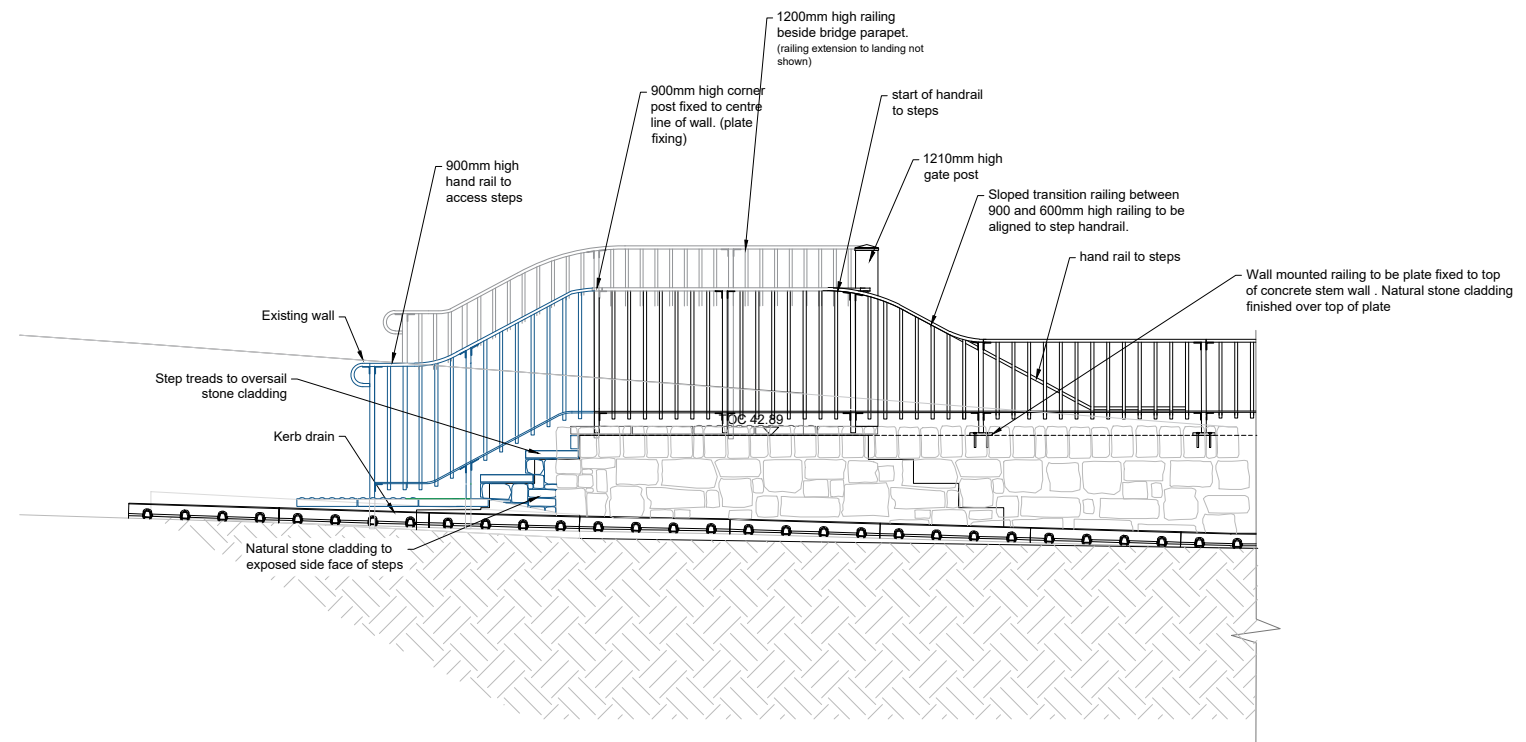 1200mm high railing
beside bridge parapet.
(railing extension to landing not
shown)
900mm high corner
post fixed to centre
line of wall. (plate
fixing)
start of handrail
to steps
900mm high
hand rail to
access steps
1210mm high
gate post
Sloped transition railing between
900 and 600mm high railing to be
aligned to step handrail.
hand rail to steps
Wall mounted railing to be plate fixed to top
of concrete stem wall . Natural stone cladding
finished over top of plate
Existing wall
Step treads to oversail
stone cladding
TOC 42.89
Kerb drain
Natural stone cladding to
exposed side face of steps